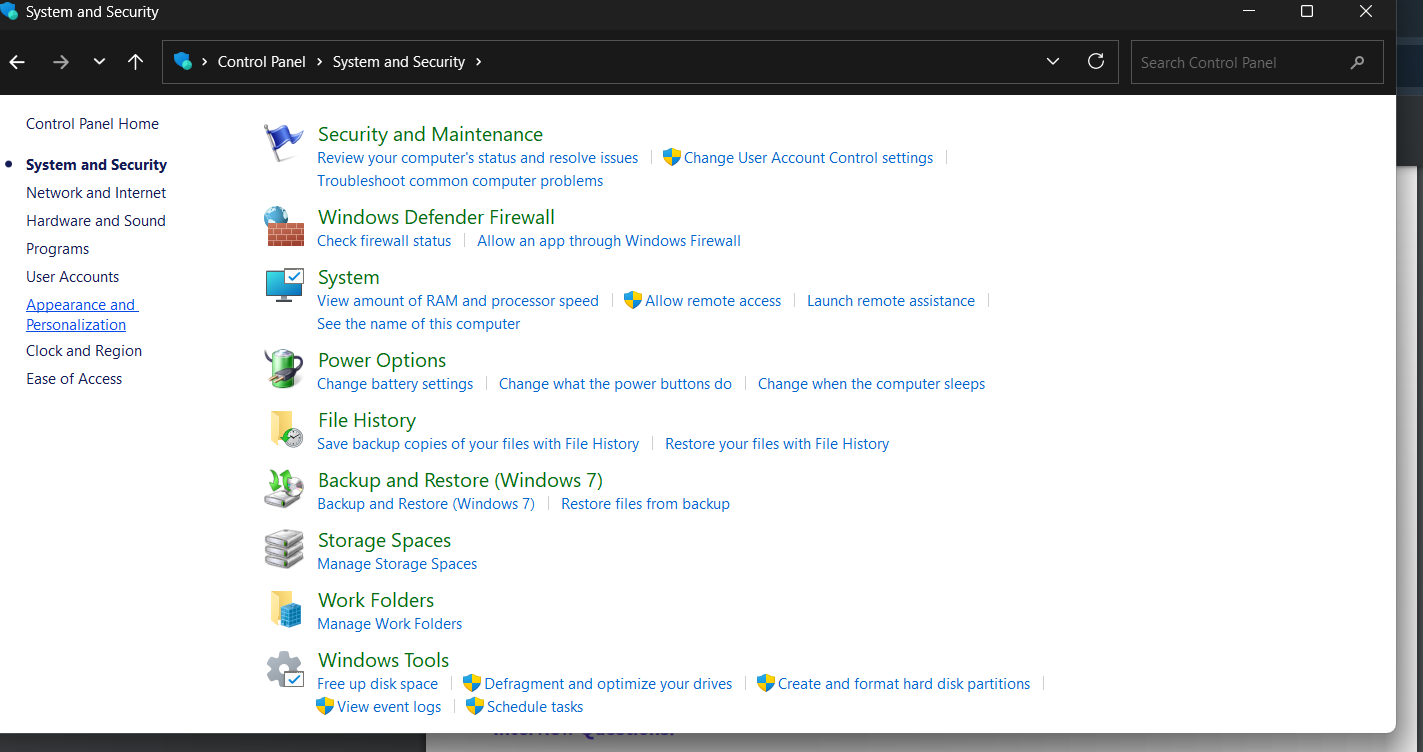 System and Security
Control Panel > System and Security >
Search Control Panel
Control Panel Home
System and Security
Network and Internet
Hardware and Sound
Programs
User Accounts
Appearance and
Personalization
Clock and Region
Ease of Access
Security and Maintenance
Review your computer's status and resolve issues | Change User Account Control settings |
Troubleshoot common computer problems
Windows Defender Firewall
Check firewall status | Allow an app through Windows Firewall
System
View amount of RAM and processor speed | Allow remote access | Launch remote assistance |
See the name of this computer
Power Options
Change battery settings | Change what the power buttons do | Change when the computer sleeps
File History
Save backup copies of your files with File History | Restore your files with File History
Backup and Restore (Windows 7)
Backup and Restore (Windows 7) | Restore files from backup
Storage Spaces
Manage Storage Spaces
Work Folders
Manage Work Folders
Windows Tools
Free up disk space | Defragment and optimize your drives | Create and format hard disk partitions |
View event logs | Schedule tasks